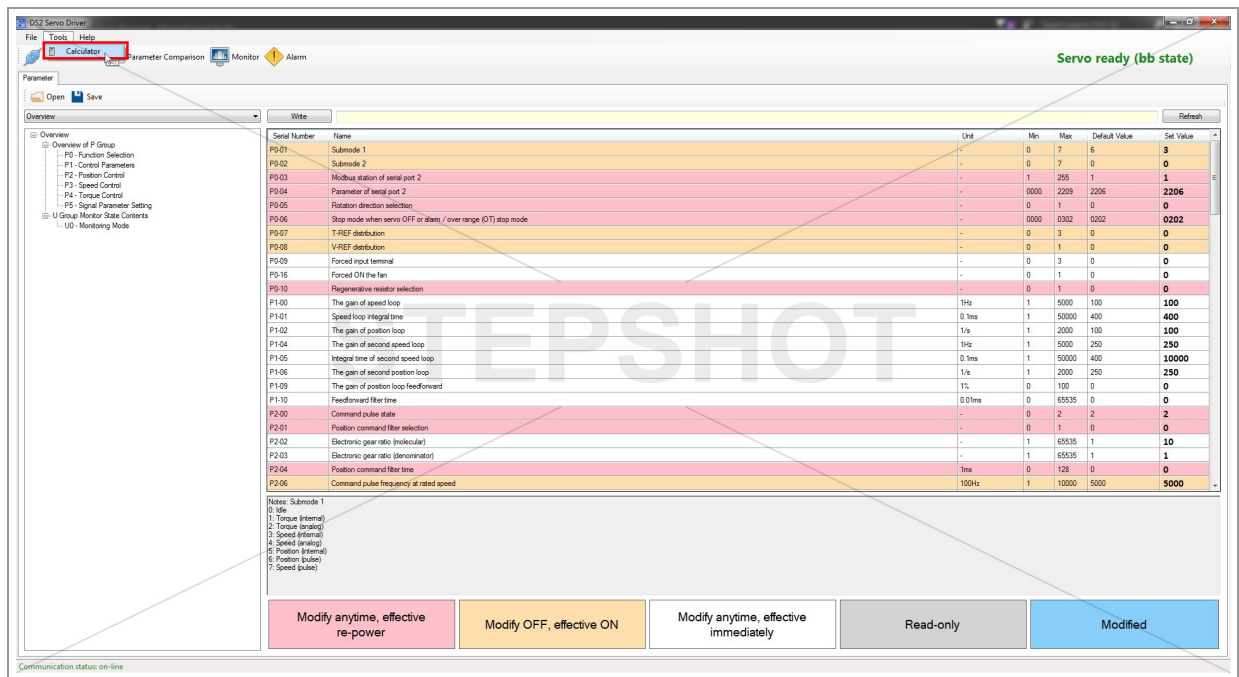 DS2 Servo Driver
File Tools Help
Calculator
Parameter Comparison Monitor Alarm
Servo ready (bb state)
Parameter
Open Save
Overview Write Refresh
Overview
Overview of P Group
P0 - Function Selection
P1 - Control Parameters
P2 - Position Control
P3 - Speed Control
P4 - Torque Control
P5 - Signal Parameter Setting
U Group Monitor State Contents
U0 - Monitoring Mode
Serial Number Name Unit Min Max Default Value Set Value
P0-01 Submode 1 - 0 7 6 3
P0-02 Submode 2 - 0 7 0 0
P0-03 Modbus station of serial port 2 - 1 255 1 1
P0-04 Parameter of serial port 2 - 0000 2209 2206 2206
P0-05 Rotation direction selection - 0 1 0 0
P0-06 Stop mode when servo OFF or alarm / over range (OT) stop mode - 0000 0302 0202 0202
P0-07 T-REF distribution - 0 3 0 0
P0-08 V-REF distribution - 0 1 0 0
P0-09 Forced input terminal - 0 3 0 0
P0-16 Forced ON the fan - 0 1 0 0
P0-10 Regenerative resistor selection - 0 1 0 0
P1-00 The gain of speed loop 1Hz 1 5000 100 100
P1-01 Speed loop integral time 0.1ms 1 50000 400 400
P1-02 The gain of position loop 1/s 1 2000 100 100
P1-04 The gain of second speed loop 1Hz 1 5000 250 250
P1-05 Integral time of second speed loop 0.1ms 1 50000 400 10000
P1-06 The gain of second position loop 1/s 1 2000 250 250
P1-09 The gain of position loop feedforward 1% 0 100 0 0
P1-10 Feedforward filter time 0.01ms 0 65535 0 0
P2-00 Command pulse state - 0 2 2 2
P2-01 Position command filter selection - 0 1 0 0
P2-02 Electronic gear ratio (molecular) - 1 65535 1 10
P2-03 Electronic gear ratio (denominator) - 1 65535 1 1
P2-04 Position command filter time 1ms 0 128 0 0
P2-06 Command pulse frequency at rated speed 100Hz 1 10000 5000 5000
STEPSHOT
Notes: Submode 1
0: Idle
1: Torque (internal)
2: Torque (analog)
3: Speed (internal)
4: Speed (analog)
5: Position (internal)
6: Position (pulse)
7: Speed (pulse)
Modify anytime, effective
re-power
Modify OFF, effective ON
Modify anytime, effective
immediately
Read-only
Modified
Communication status: on-line